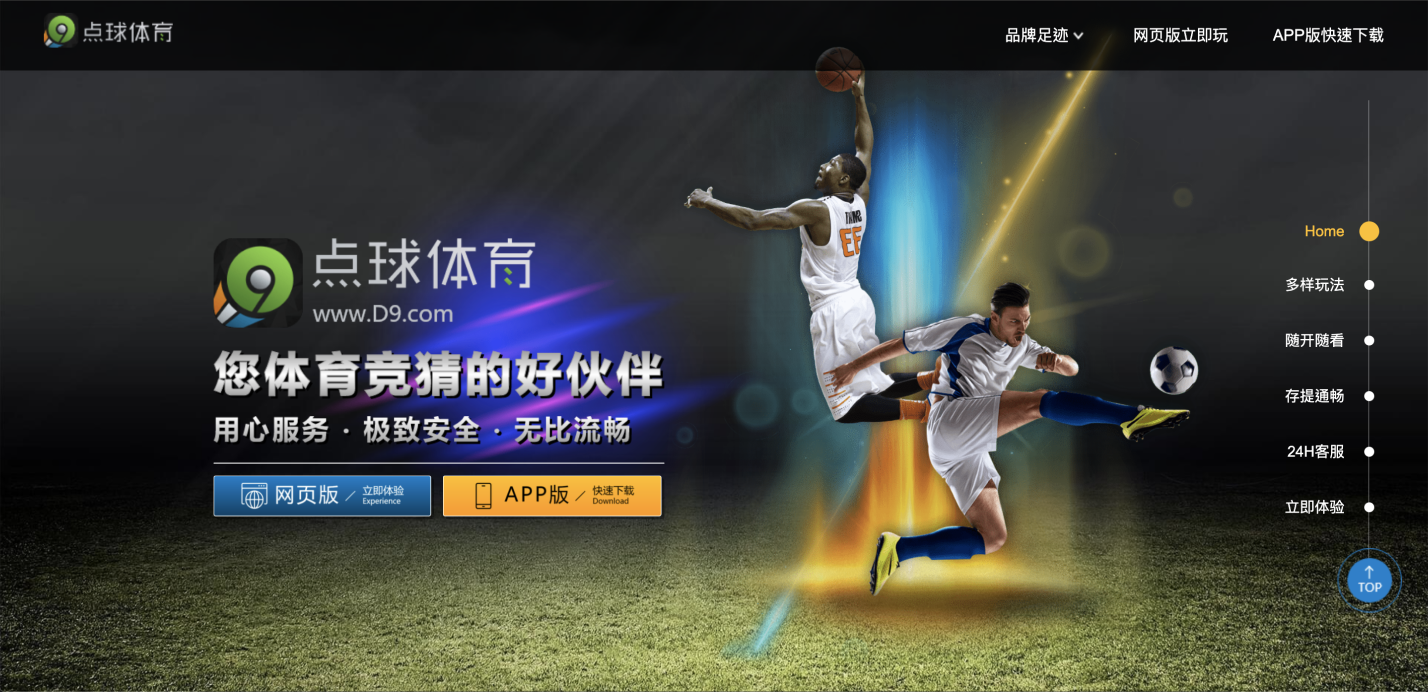 点球体育
品牌足迹
网页版立即玩
APP版快速下载
Home
多样玩法
随开随看
存提通畅
24H客服
立即体验
TOP
点球体育
www.D9.com
您体育竞猜的好伙伴
用心服务 · 极致安全 · 无比流畅
网页版 / 立即体验
Experience
APP版 / 快速下载
Download
EE